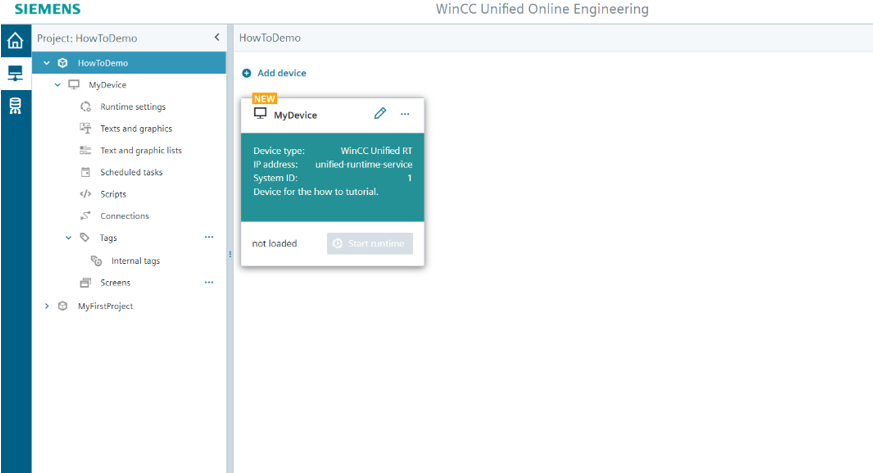 SIEMENS
WinCC Unified Online Engineering
Project: HowToDemo
HowToDemo
HowToDemo
MyDevice
Runtime settings
Texts and graphics
Text and graphic lists
Scheduled tasks
Scripts
Connections
Tags
Internal tags
Screens
MyFirstProject
Add device
NEW
MyDevice
Device type: WinCC Unified RT
IP address: unified-runtime-service
System ID: 1
Device for the how to tutorial.
not loaded
Start runtime